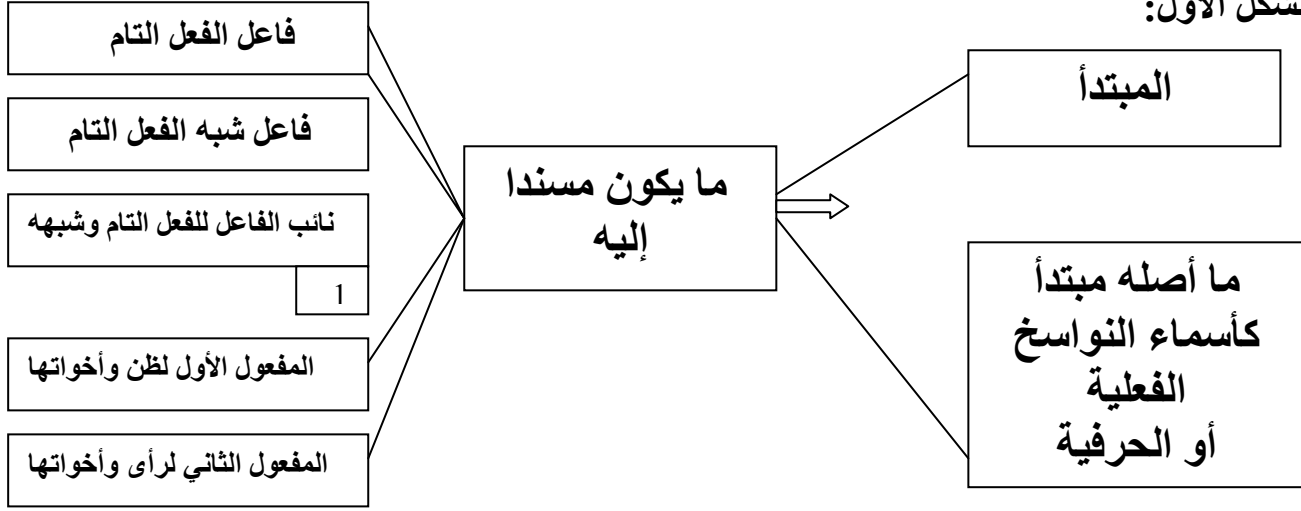 شكل الأول:
المبتدأ
ما أصله مبتدأ
كأسماء النواسخ
الفعلية
أو الحرفية
ما يكون مسندا
إليه
فاعل الفعل التام
فاعل شبه الفعل التام
نائب الفاعل للفعل التام وشبهه
1
المفعول الأول لظن وأخواتها
المفعول الثاني لرأى وأخواتها